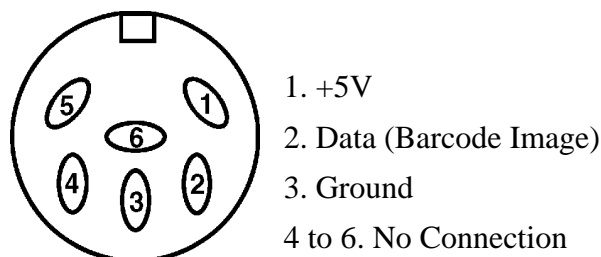 5
1
6
4
3
2
1. +5V
2. Data (Barcode Image)
3. Ground
4 to 6. No Connection